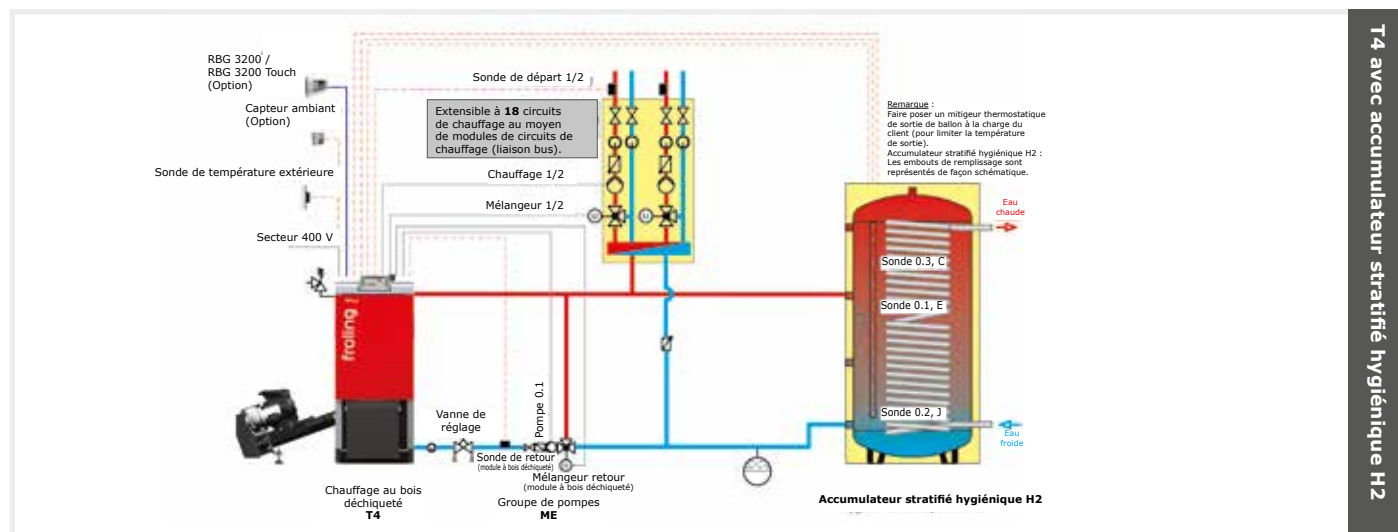 RBG 3200 /
RBG 3200 Touch
(Option)
Capteur ambiant
(Option)
Sonde de température extérieure
Secteur 400 V
Sonde de départ 1/2
Extensible à 18 circuits
de chauffage au moyen
de modules de circuits de
chauffage (liaison bus).
Chauffage 1/2
Mélangeur 1/2
M
M
Remarque :
Faire poser un mitigeur thermostatique
de sortie de ballon à la charge du
client (pour limiter la température
de sortie).
Accumulateur stratifié hygiénique H2 :
Les embouts de remplissage sont
représentés de façon schématique.
Eau
chaude
Sonde 0.3, C
Sonde 0.1, E
Sonde 0.2, J
Eau
froide
froling
Vanne de
réglage
Pompe 0.1
Sonde de retour
(module à bois déchiqueté)
M
Mélangeur retour
(module à bois déchiqueté)
Chauffage au bois
déchiqueté
T4
Groupe de pompes
ME
Accumulateur stratifié hygiénique H2
T4 avec accumulateur stratifié hygiénique H2